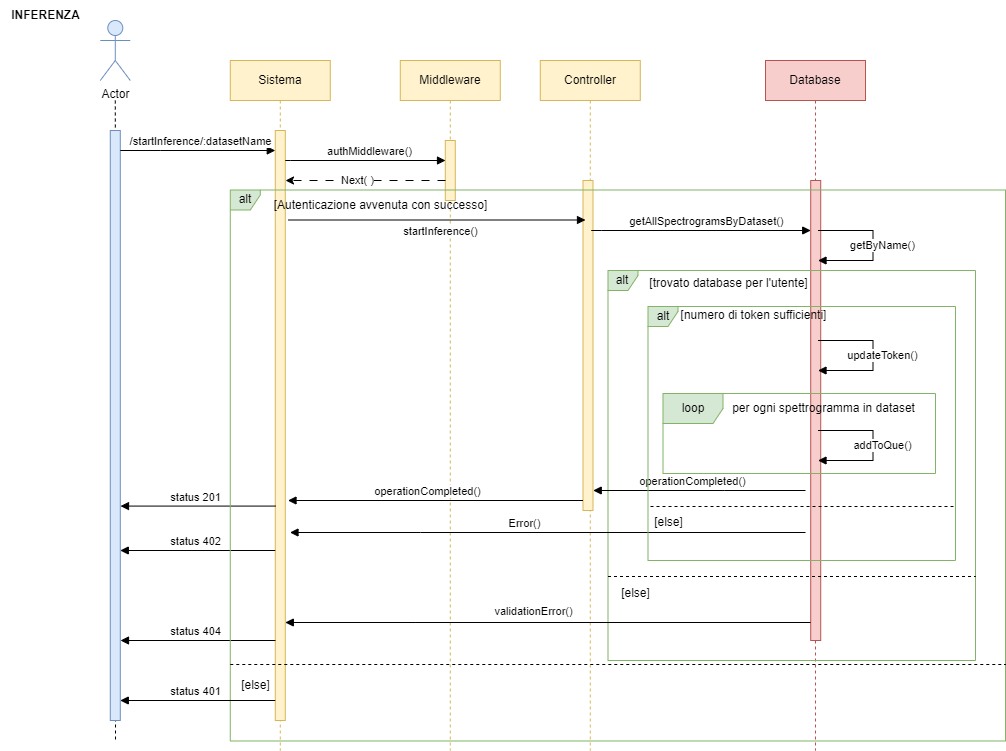 INFERENZA
Actor
Sistema
Middleware
Controller
Database
/startInference/:datasetName
authMiddleware()
Next( )
alt
[Autenticazione avvenuta con successo]
startInference()
getAllSpectrogramsByDataset()
getByName()
alt
[trovato database per l'utente]
alt
[numero di token sufficienti]
updateToken()
loop
per ogni spettrogramma in dataset
addToQue()
operationCompleted()
operationCompleted()
status 201
[else]
Error()
status 402
[else]
validationError()
status 404
[else]
status 401